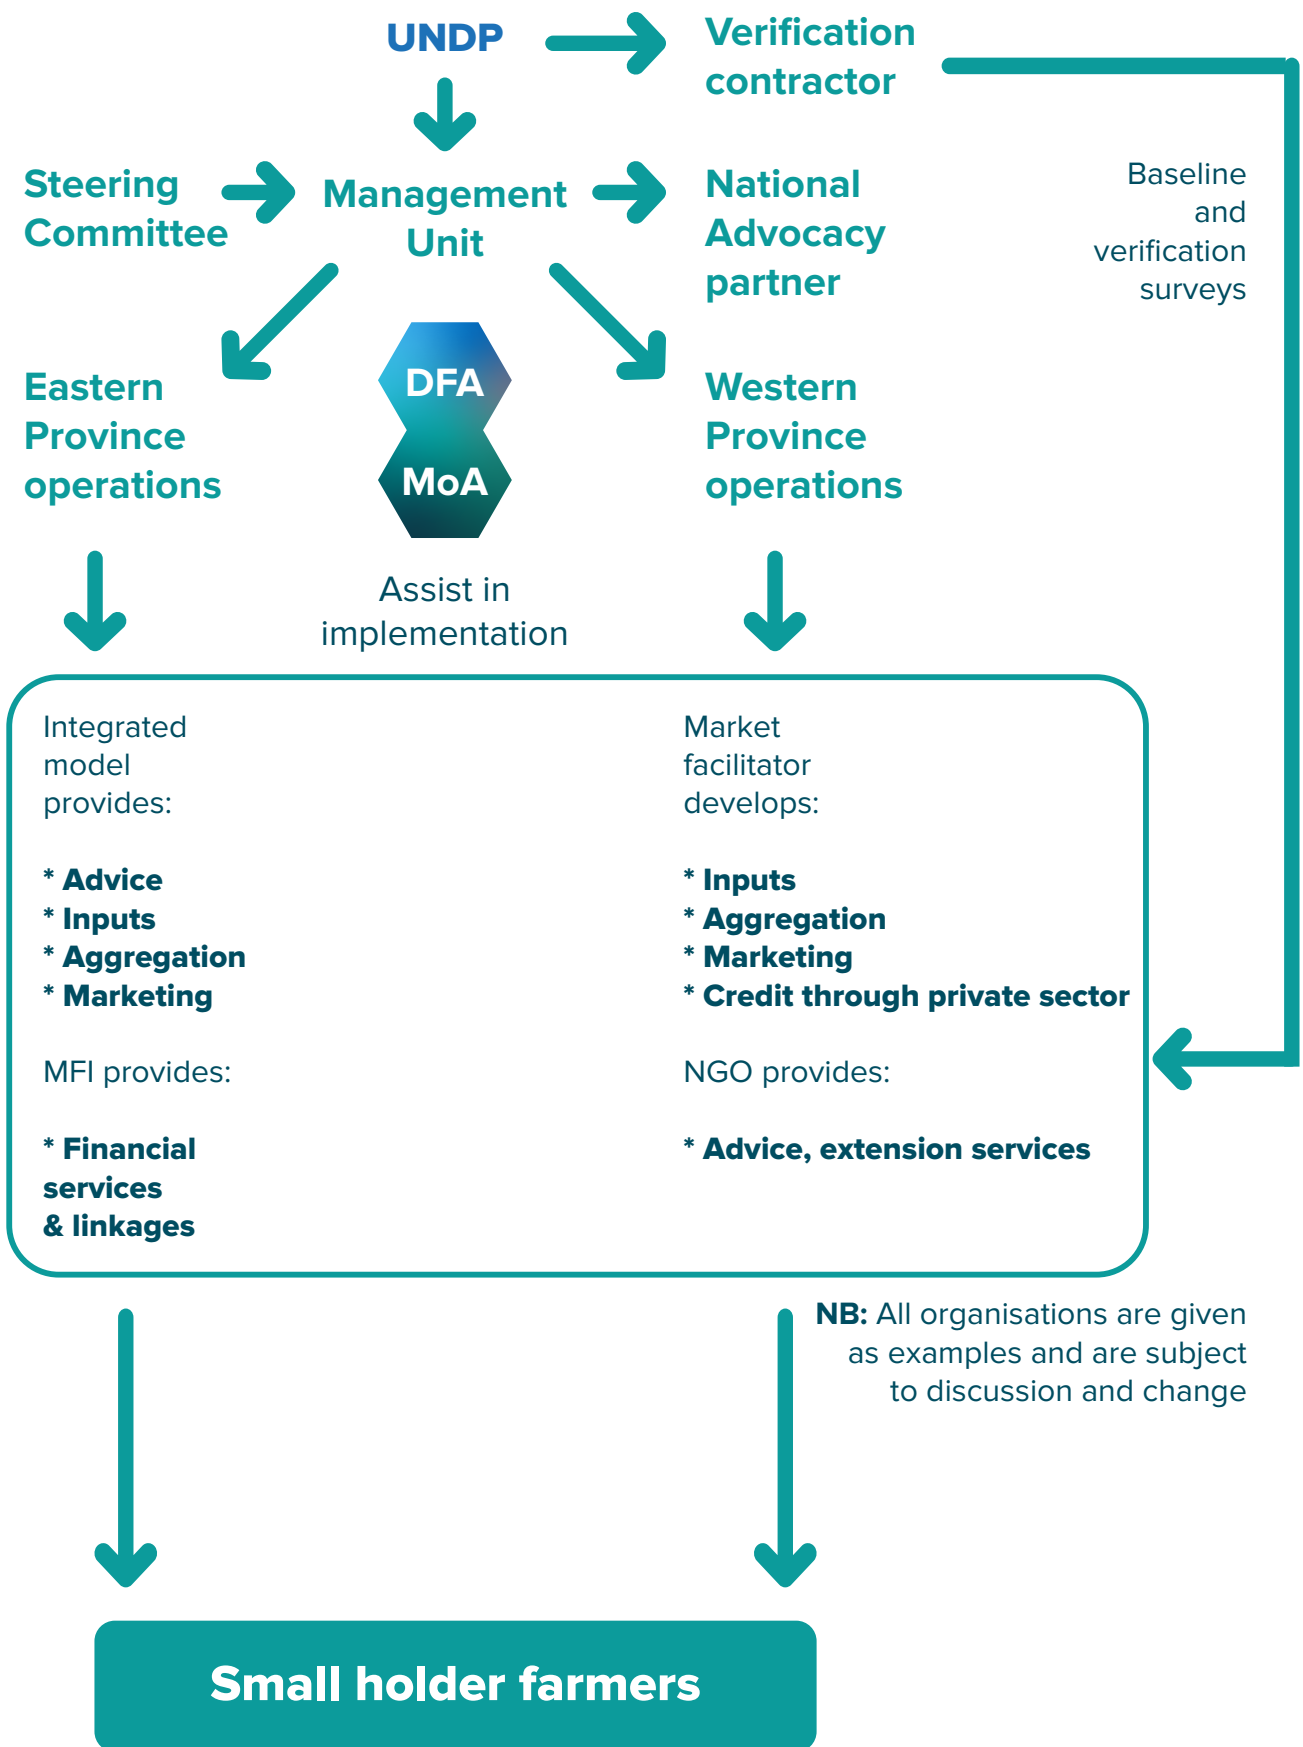 UNDP
Verification
contractor
Steering
Committee
Management
Unit
National
Advocacy
partner
Baseline
and
verification
surveys
Eastern
Province
operations
DFA
MoA
Western
Province
operations
Assist in
implementation
Integrated
model
provides:
* Advice
* Inputs
* Aggregation
* Marketing
MFI provides:
* Financial
services
& linkages
Market
facilitator
develops:
* Inputs
* Aggregation
* Marketing
* Credit through private sector
NGO provides:
* Advice, extension services
NB: All organisations are given
as examples and are subject
to discussion and change
Small holder farmers